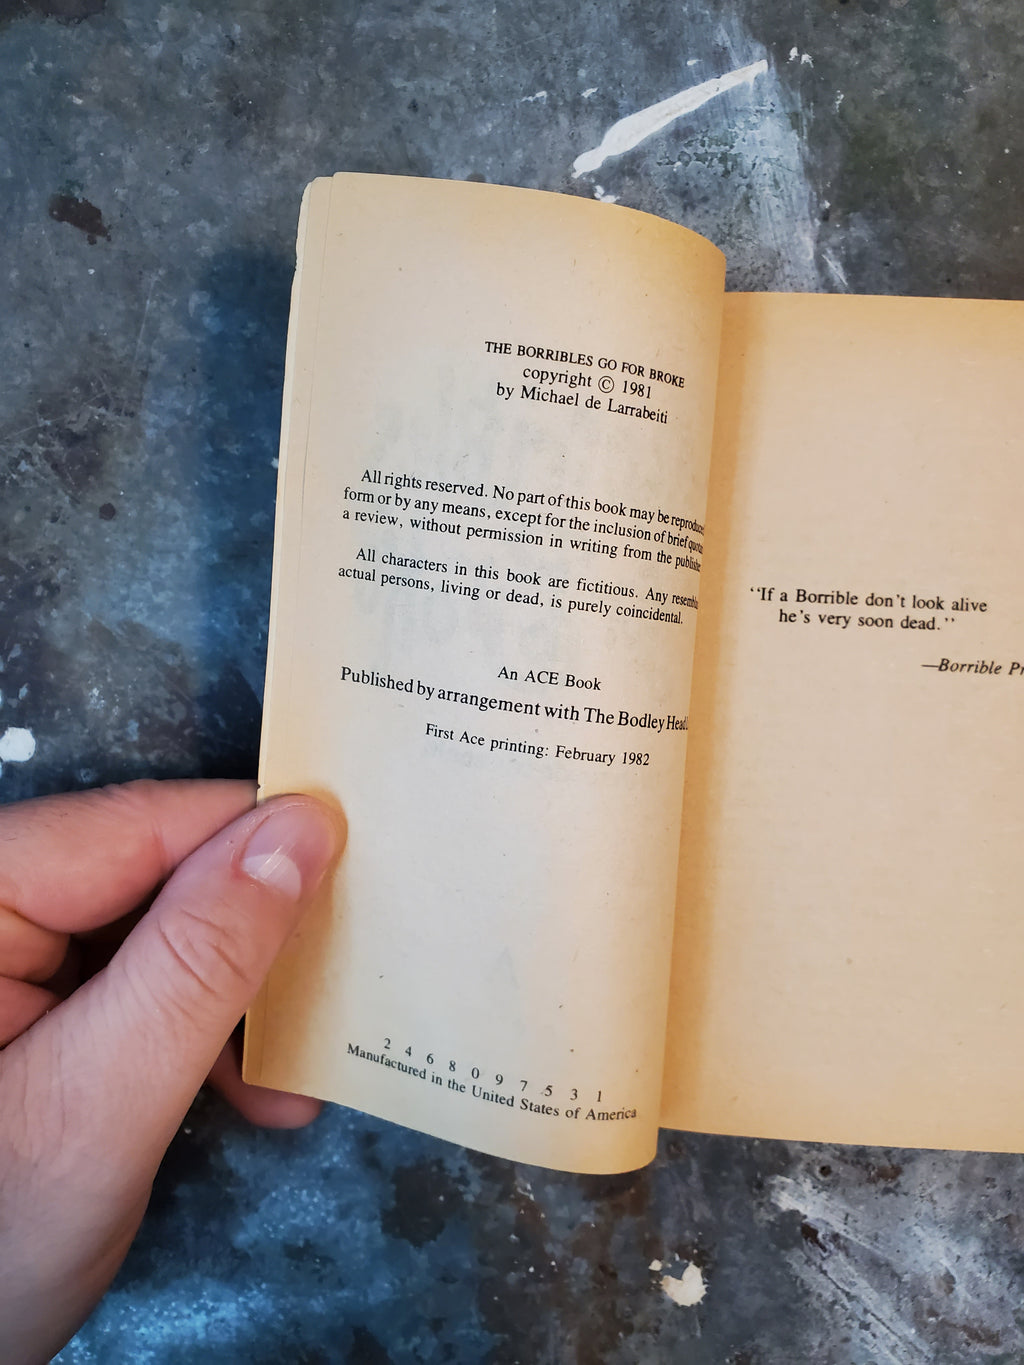 THE BORRIBLES GO FOR BROKE
copyright © 1981
by Michael de Larrabeiti
All rights reserved. No part of this book may be reproduced
form or by any means, except for the inclusion of brief
a review, without permission in writing from the
All characters in this book are fictitious. Any
actual persons, living or dead, is purely coincidental.
An ACE Book
Published by arrangement with The Bodley Head
First Ace printing: February 1982
2 4 6 8 0 9 7 5 3 1
Manufactured in the United States of America
"If a Borrible don't look alive
he's very soon dead."
—Borrible